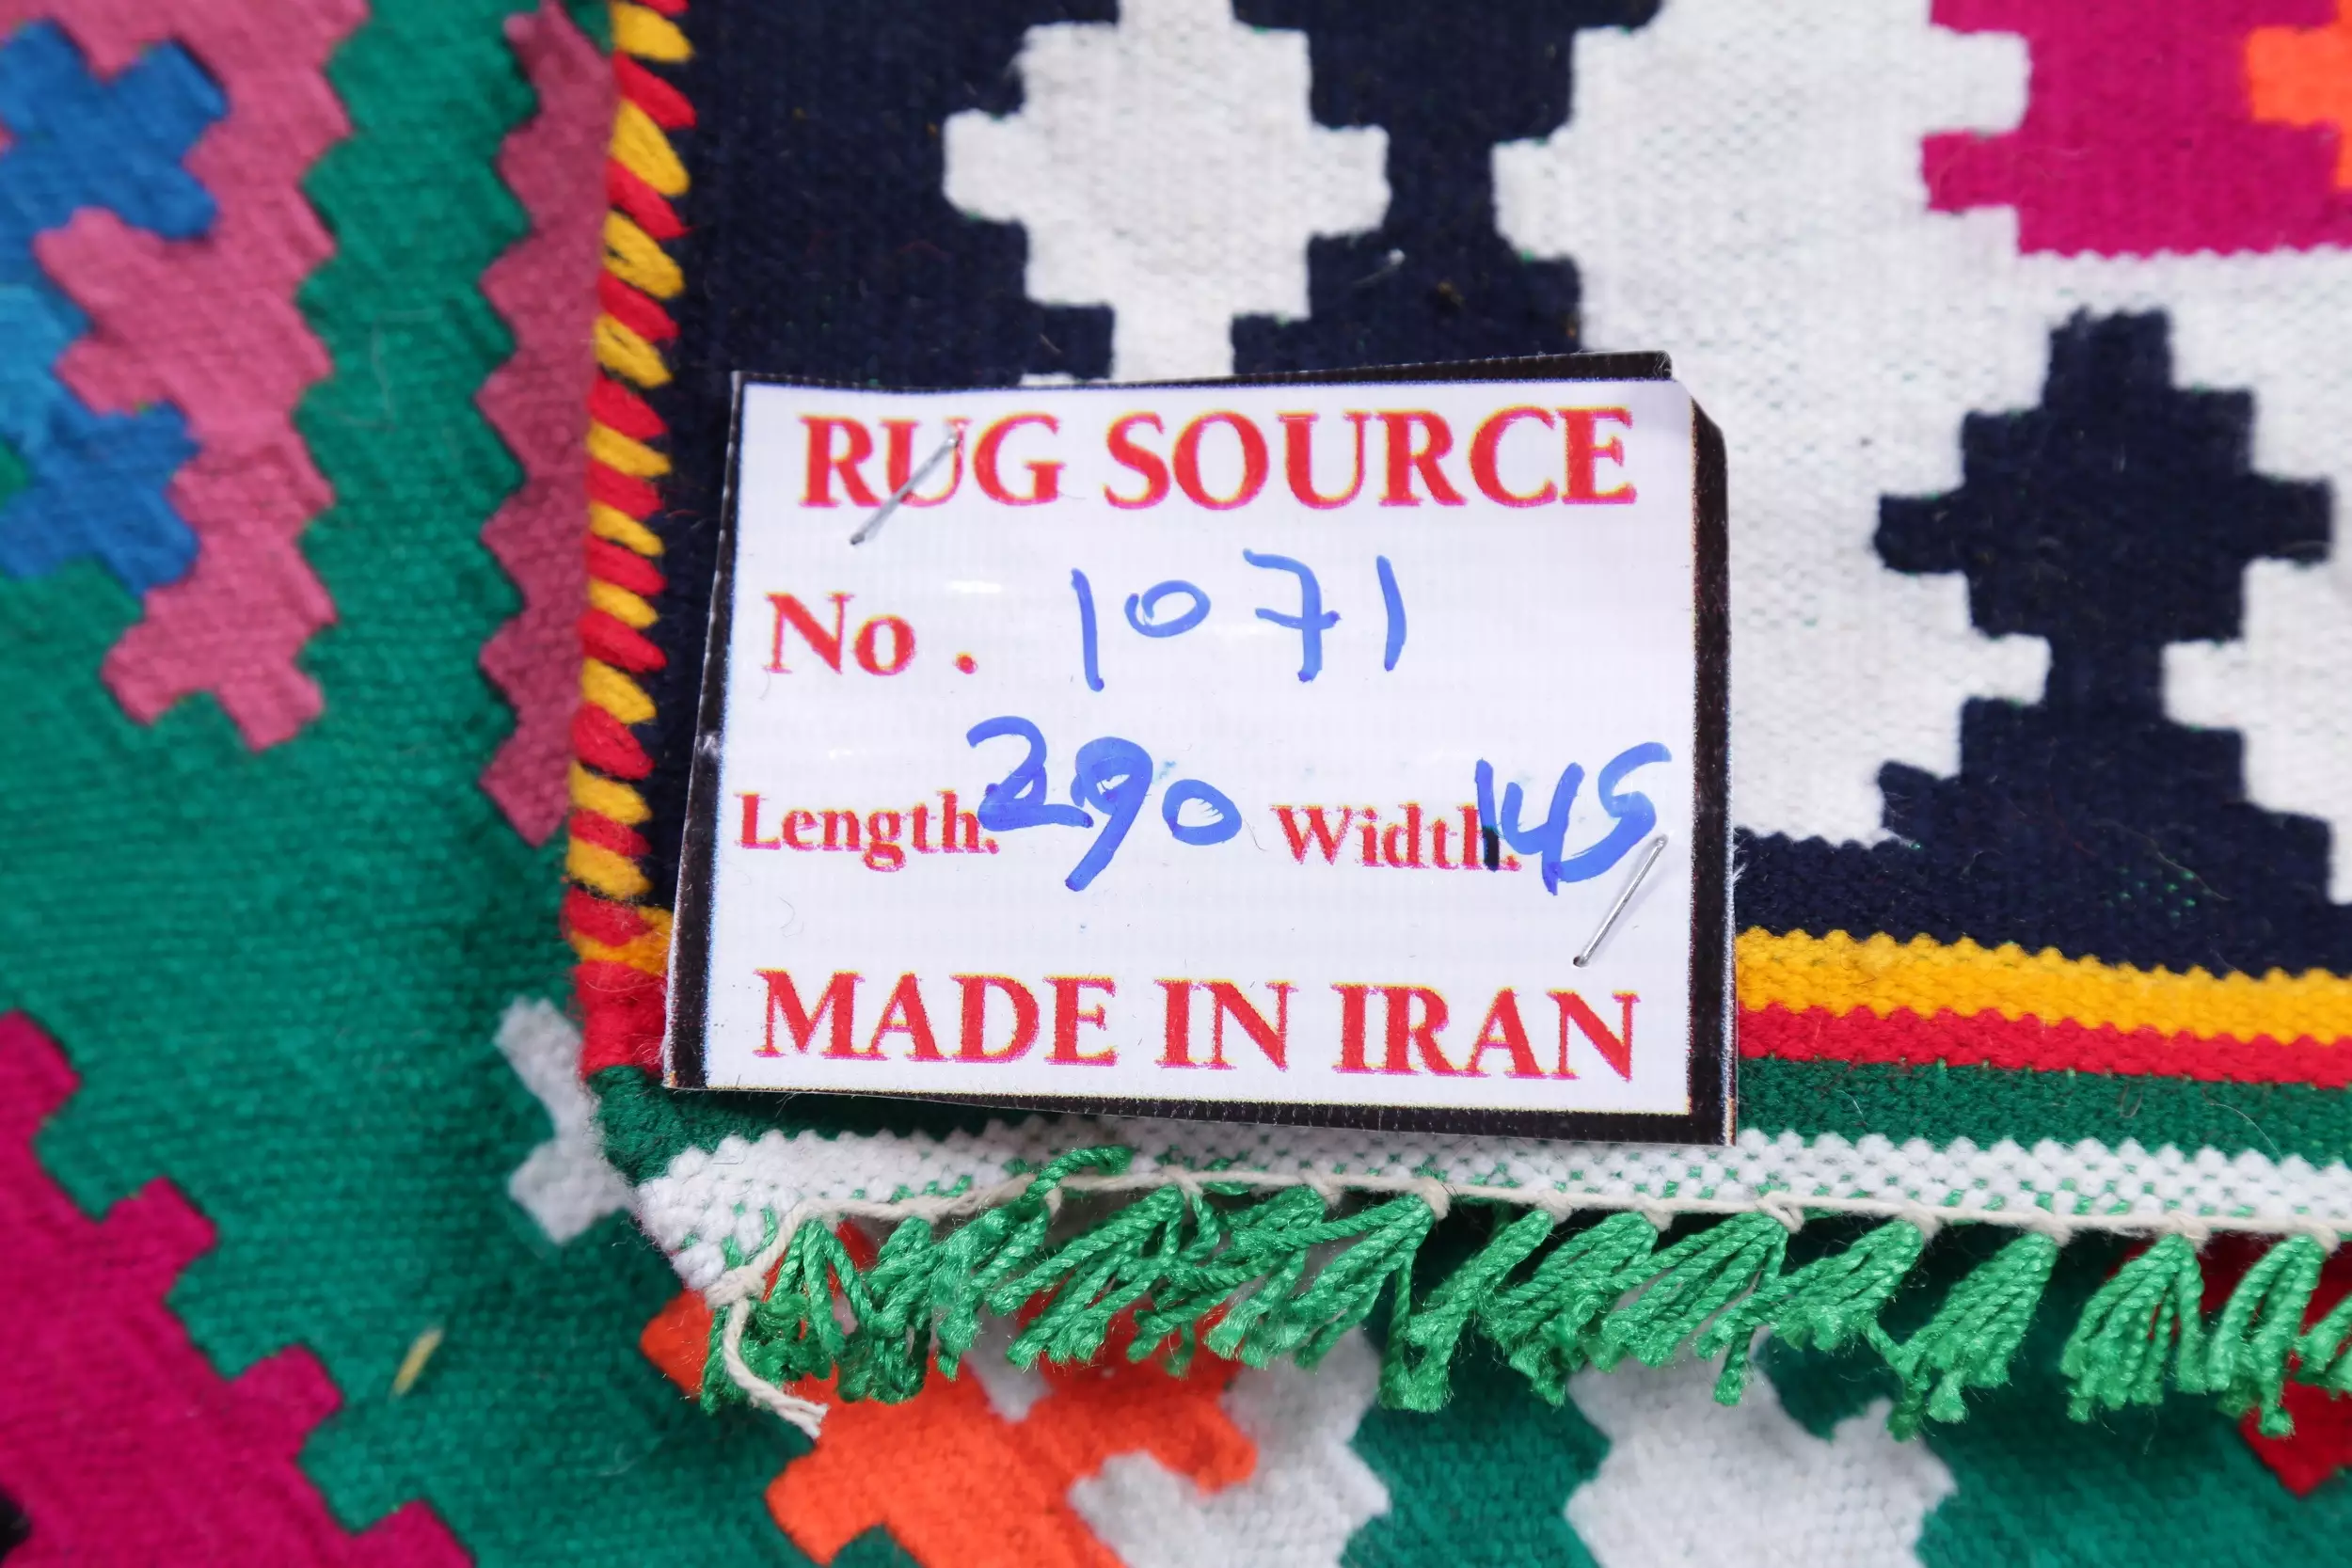 RUG SOURCE
No. 1071
Length. 290 Width. 145
MADE IN IRAN